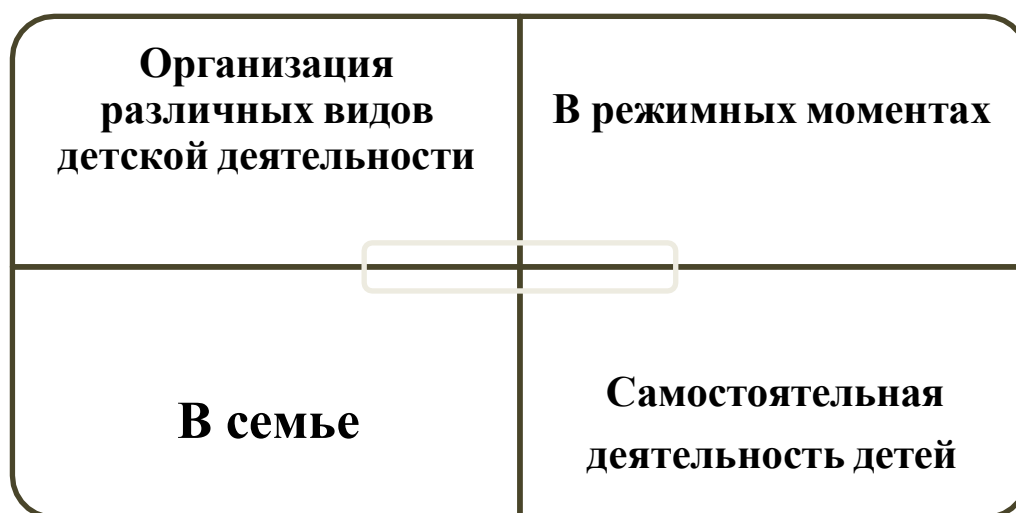 Организация
различных видов
детской деятельности
В режимных моментах
В семье
Самостоятельная
деятельность детей